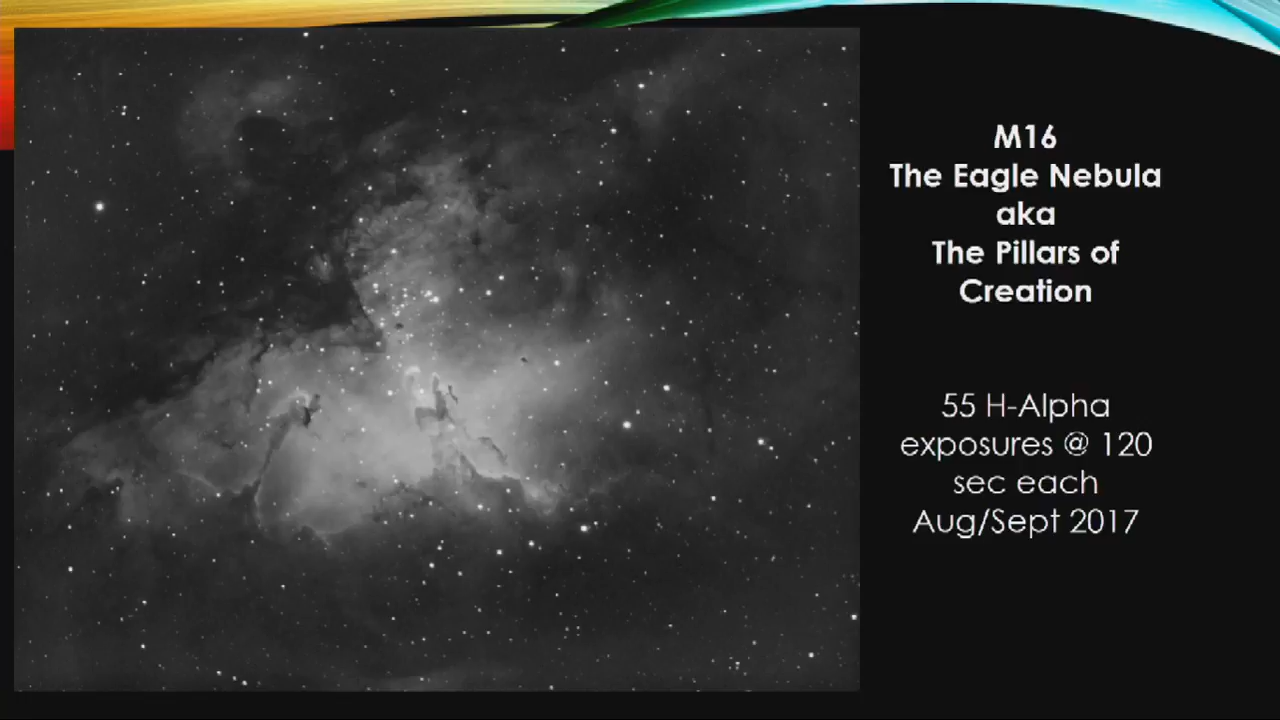 M16
The Eagle Nebula
aka
The Pillars of
Creation
55 H-Alpha
exposures @ 120
sec each
Aug/Sept 2017